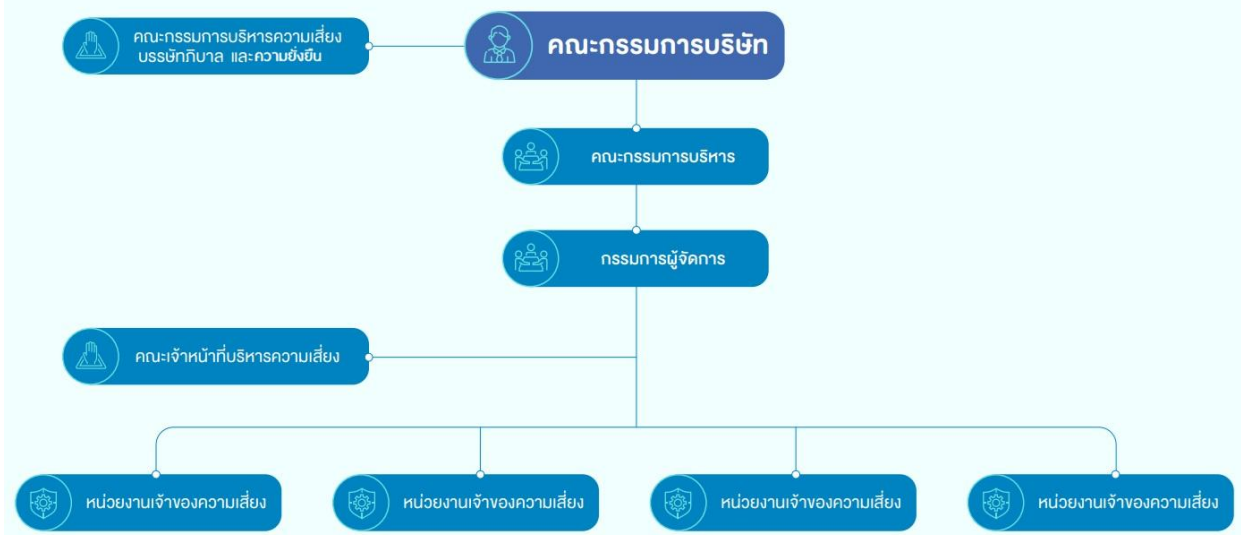 คณะกรรมการบริหารความเสี่ยง
บรรษัทภิบาล และความยั่งยืน
คณะกรรมการบริษัท
คณะกรรมการบริหาร
กรรมการผู้จัดการ
คณะเจ้าหน้าที่บริหารความเสี่ยง
หน่วยงานเจ้าของความเสี่ยง
หน่วยงานเจ้าของความเสี่ยง
หน่วยงานเจ้าของความเสี่ยง
หน่วยงานเจ้าของความเสี่ยง